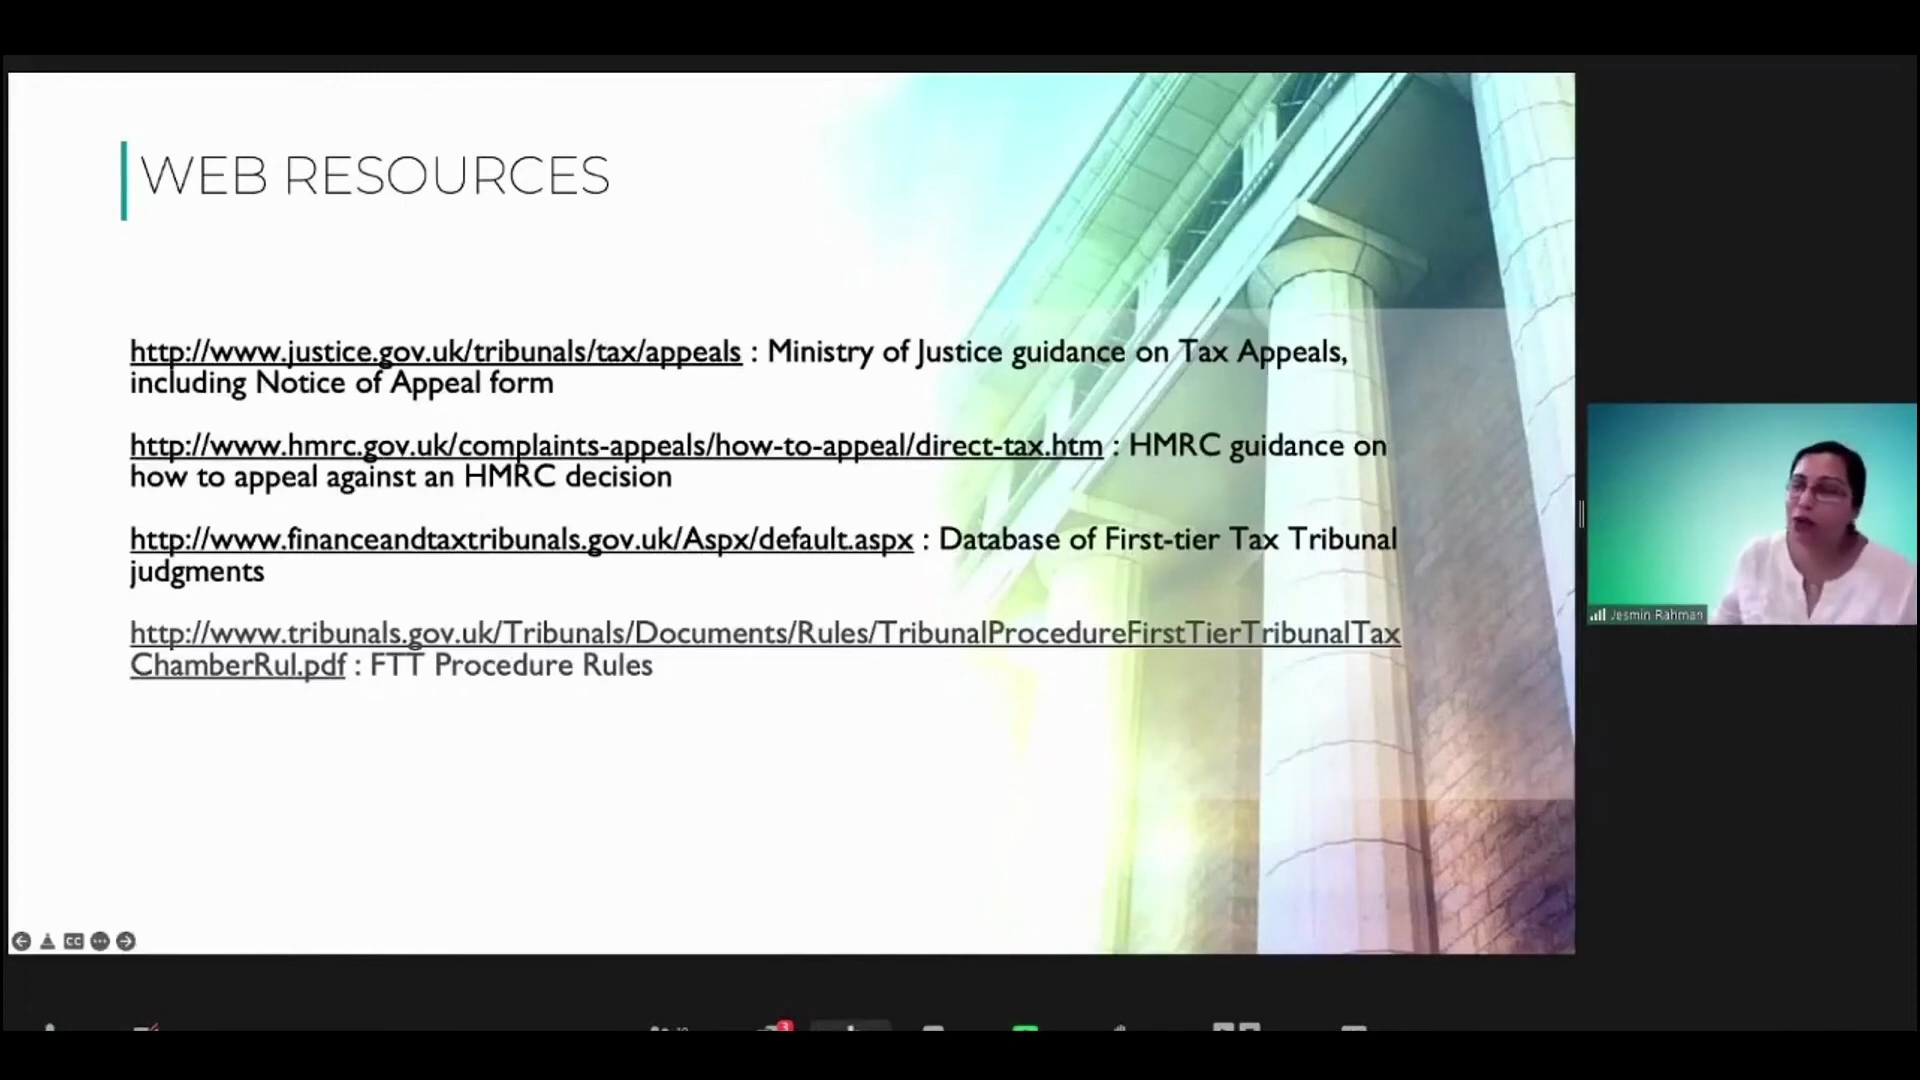 WEB RESOURCES
http://www.justice.gov.uk/tribunals/tax/appeals : Ministry of Justice guidance on Tax Appeals,
including Notice of Appeal form
http://www.hmrc.gov.uk/complaints-appeals/how-to-appeal/direct-tax.htm : HMRC guidance on
how to appeal against an HMRC decision
http://www.financeandtaxtribunals.gov.uk/Aspx/default.aspx : Database of First-tier Tax Tribunal
judgments
http://www.tribunals.gov.uk/Tribunals/Documents/Rules/TribunalProcedureFirstTierTribunalTax
ChamberRul.pdf : FTT Procedure Rules
Jesmin Rahman
CC
3